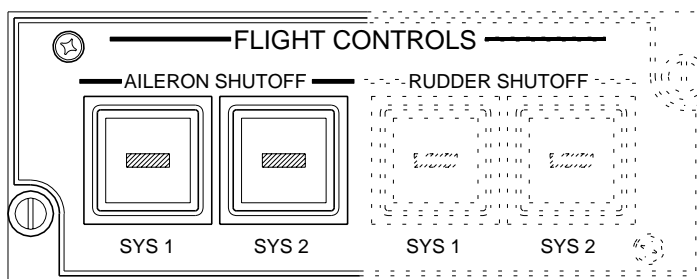 FLIGHT CONTROLS
AILERON SHUTOFF RUDDER SHUTOFF
SYS 1 SYS 2 SYS 1 SYS 2